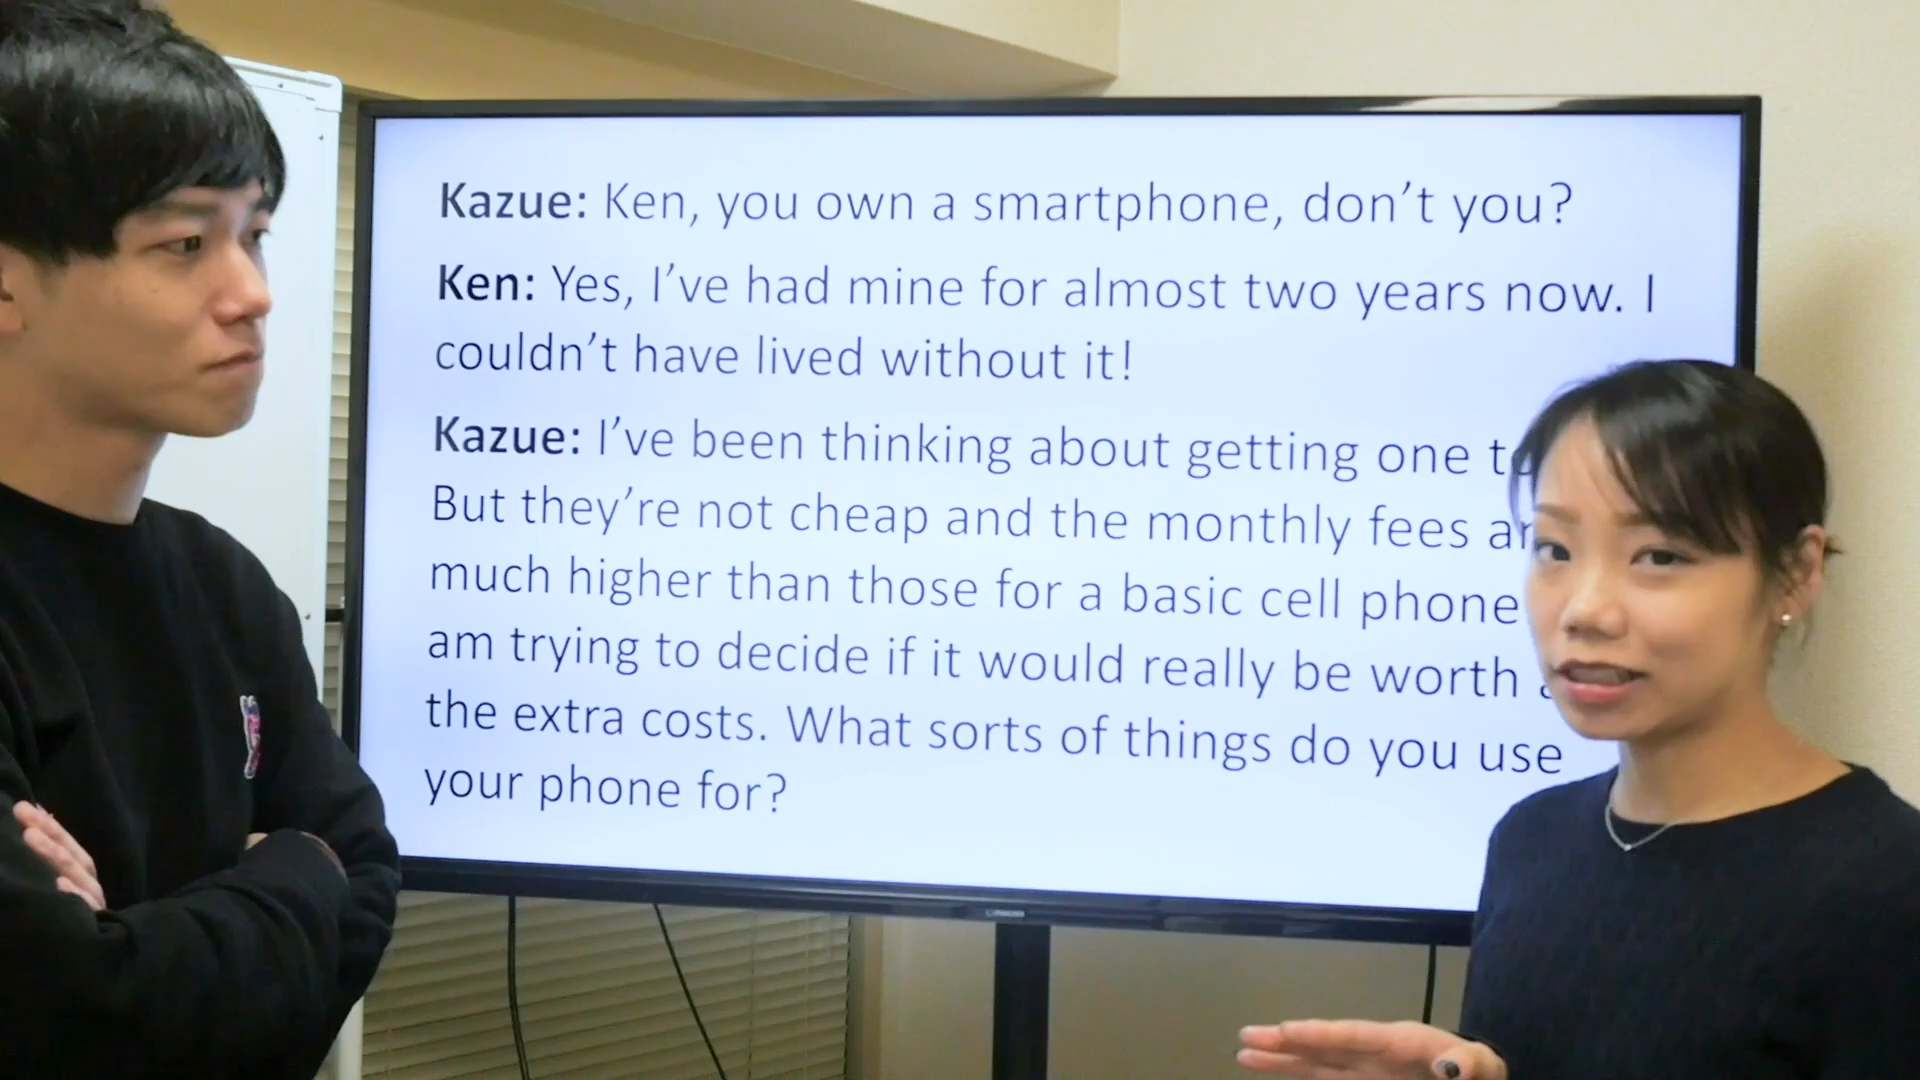 Kazue: Ken, you own a smartphone, don’t you?
Ken: Yes, I’ve had mine for almost two years now. I
couldn’t have lived without it!
Kazue: I’ve been thinking about getting one
But they’re not cheap and the monthly fees
much higher than those for a basic cell phone
am trying to decide if it would really be worth
the extra costs. What sorts of things do you use
your phone for?